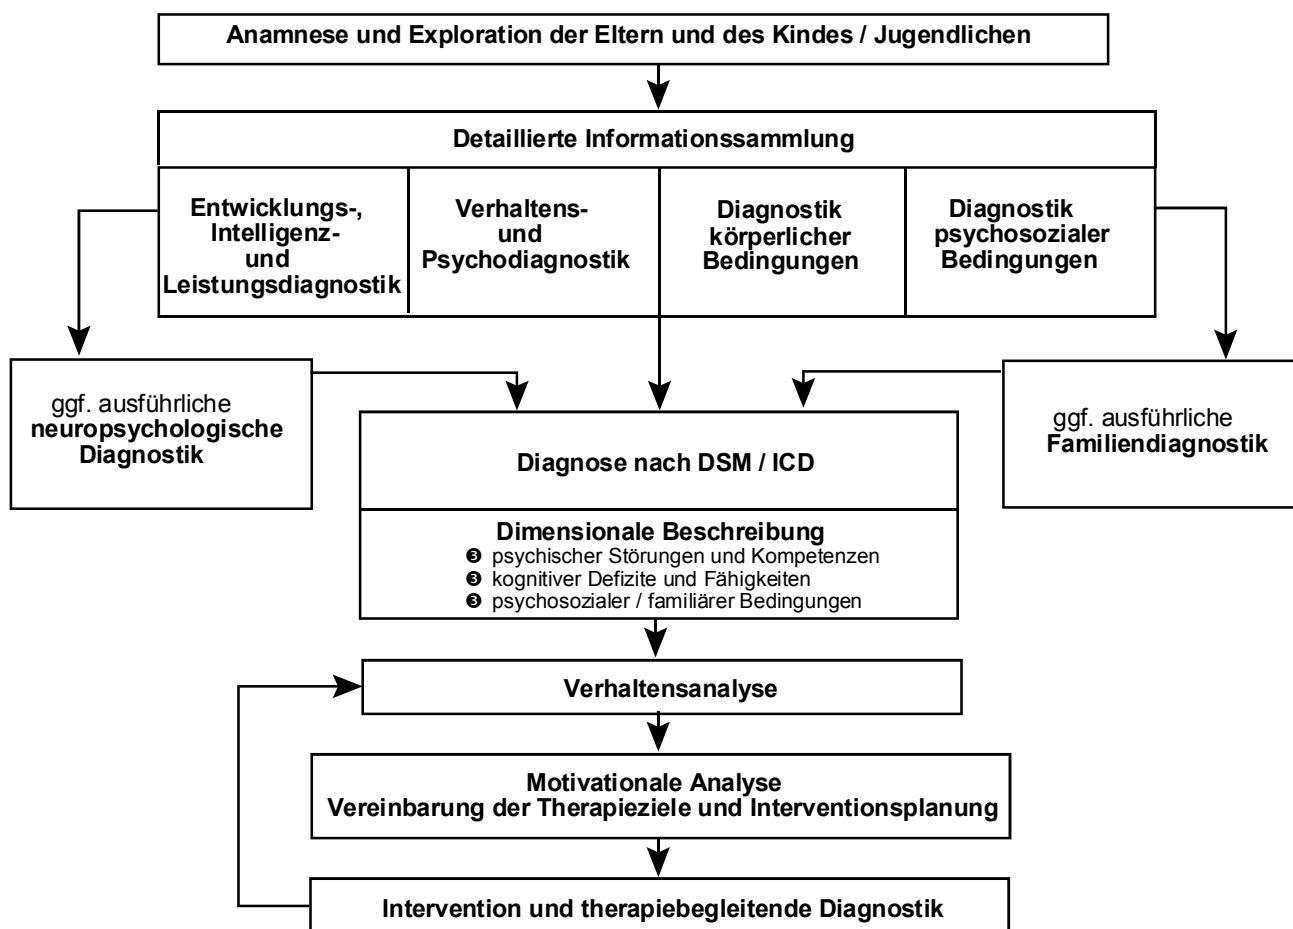 Anamnese und Exploration der Eltern und des Kindes / Jugendlichen
Detaillierte Informationssammlung
Entwicklungs-,
Intelligenz-
und
Leistungsdiagnostik
Verhaltens-
und
Psychodiagnostik
Diagnostik
körperlicher
Bedingungen
Diagnostik
psychosozialer
Bedingungen
ggf. ausführliche
neuropsychologische
Diagnostik
ggf. ausführliche
Familiendiagnostik
Diagnose nach DSM / ICD
Dimensionale Beschreibung
❸ psychischer Störungen und Kompetenzen
❸ kognitiver Defizite und Fähigkeiten
❸ psychosozialer / familiärer Bedingungen
Verhaltensanalyse
Motivationale Analyse
Vereinbarung der Therapieziele und Interventionsplanung
Intervention und therapiebegleitende Diagnostik